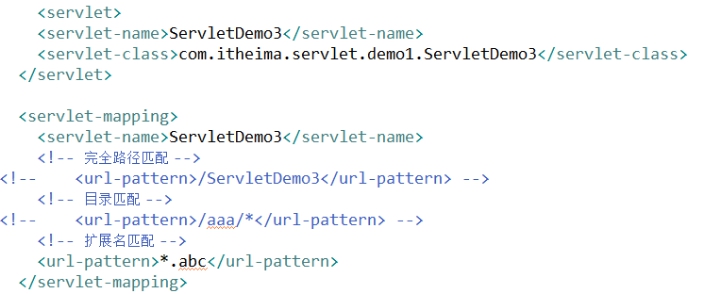 <servlet>
<servlet-name>ServletDemo3</servlet-name>
<servlet-class>com.itheima.servlet.demo1.ServletDemo3</servlet-class>
</servlet>
<servlet-mapping>
<servlet-name>ServletDemo3</servlet-name>
<!-- 完全路径匹配 -->
<!-- <url-pattern>/ServletDemo3</url-pattern> -->
<!-- 目录匹配 -->
<!-- <url-pattern>/aaa/*</url-pattern> -->
<!-- 扩展名匹配 -->
<url-pattern>*.abc</url-pattern>
</servlet-mapping>